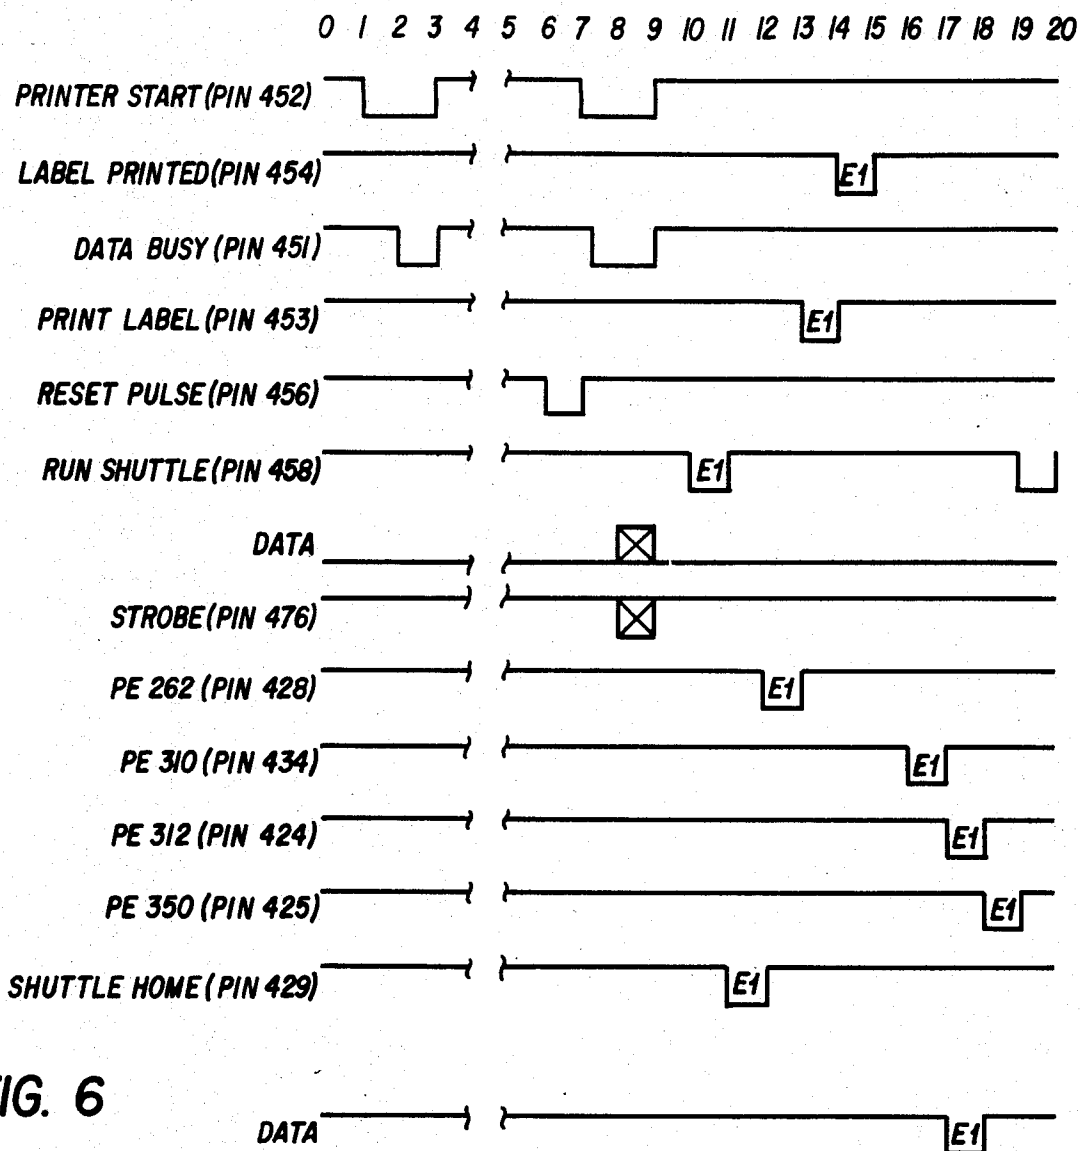 0 1 2 3 4 5 6 7 8 9 10 11 12 13 14 15 16 17 18 19 20
PRINTER START (PIN 452)
LABEL PRINTED (PIN 454) E1
DATA BUSY (PIN 451)
PRINT LABEL (PIN 453) E1
RESET PULSE (PIN 456)
RUN SHUTTLE (PIN 458) E1
DATA
STROBE (PIN 476)
PE 262 (PIN 428) E1
PE 310 (PIN 434) E1
PE 312 (PIN 424) E1
PE 350 (PIN 425) E1
SHUTTLE HOME (PIN 429) E1
IG. 6
DATA E1